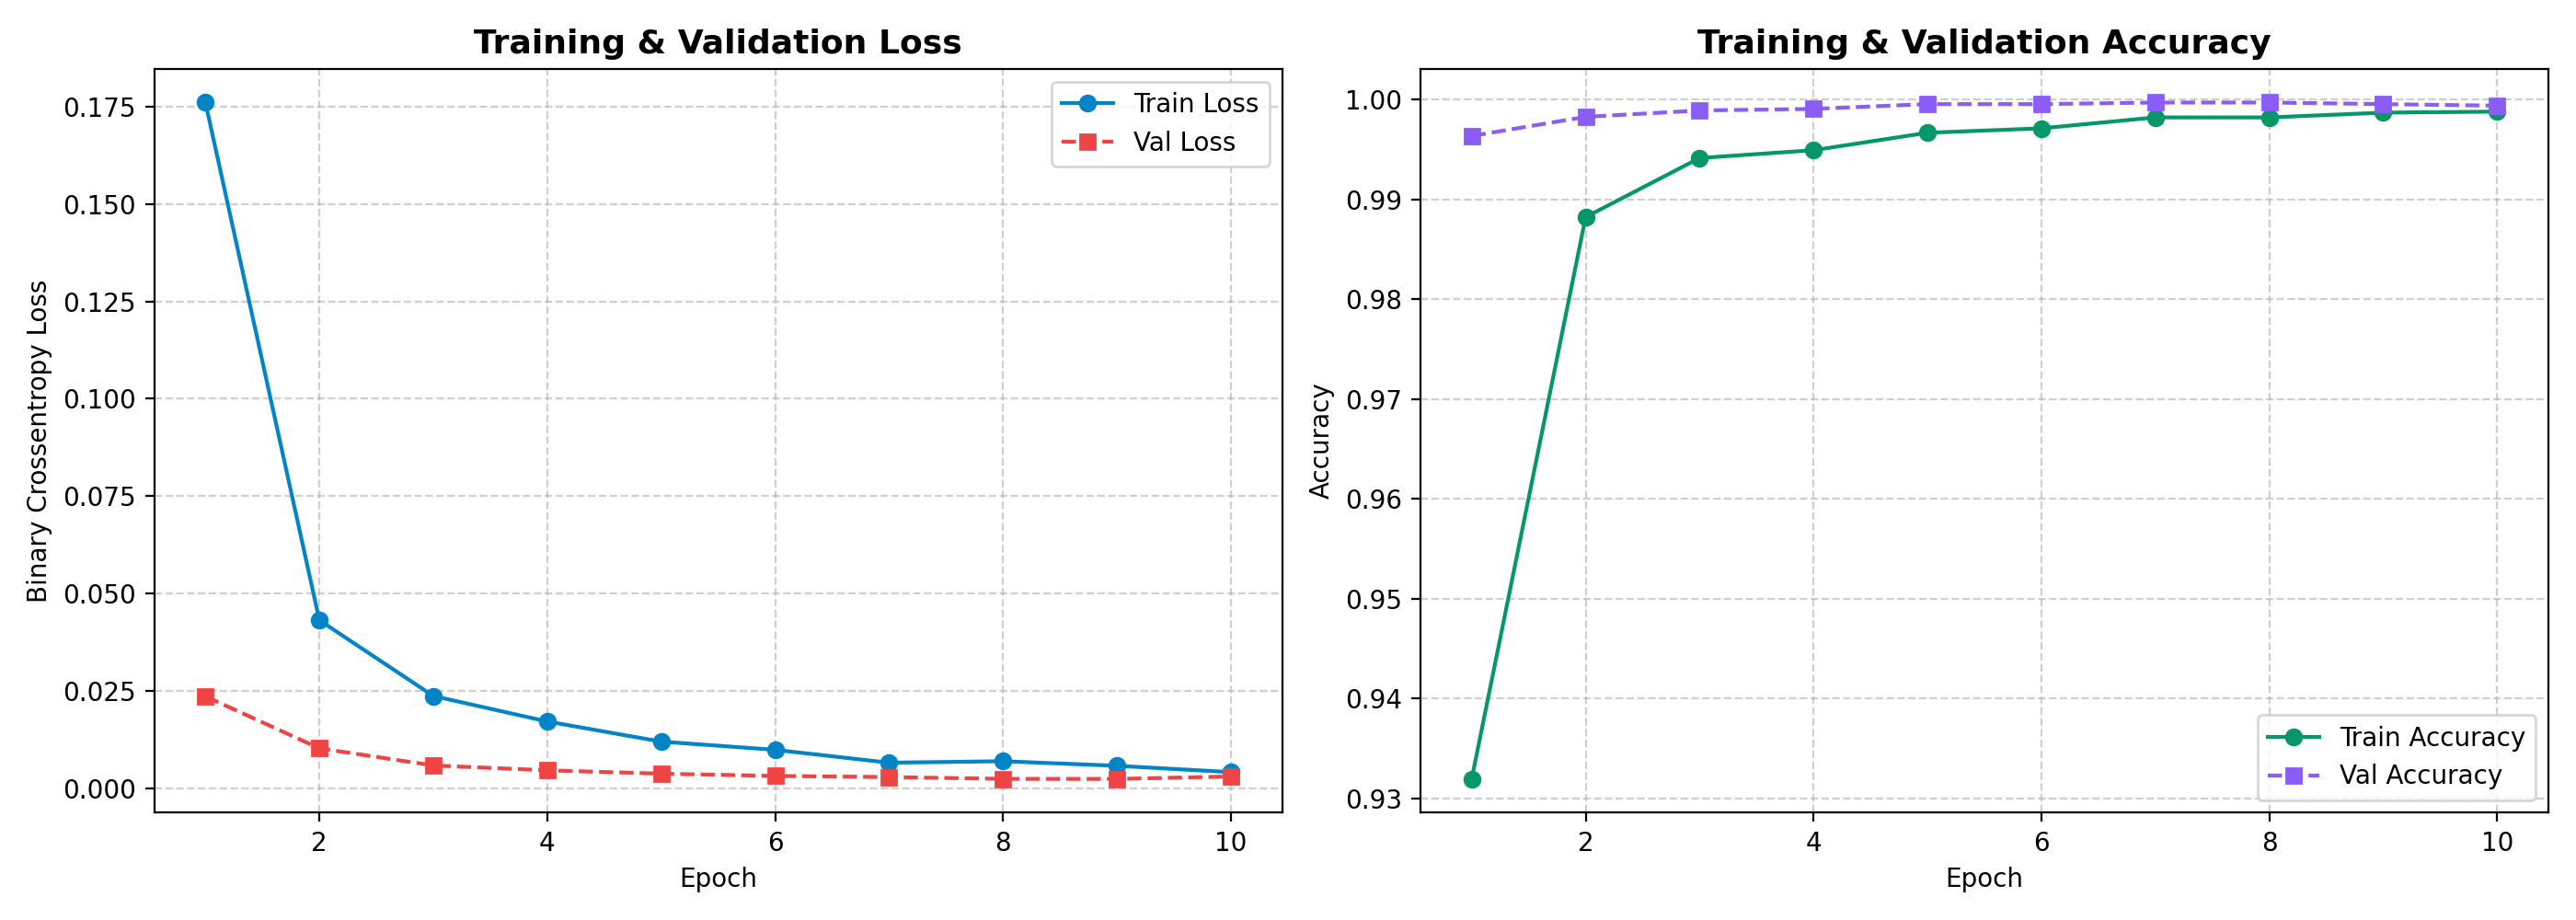 Training & Validation Loss
0.175
0.150
0.125
0.100
0.075
0.050
0.025
0.000
Binary Crossentropy Loss
Train Loss
Val Loss
2 4 6 8 10
Epoch
Training & Validation Accuracy
1.00
0.99
0.98
0.97
0.96
0.95
0.94
0.93
Accuracy
Train Accuracy
Val Accuracy
2 4 6 8 10
Epoch